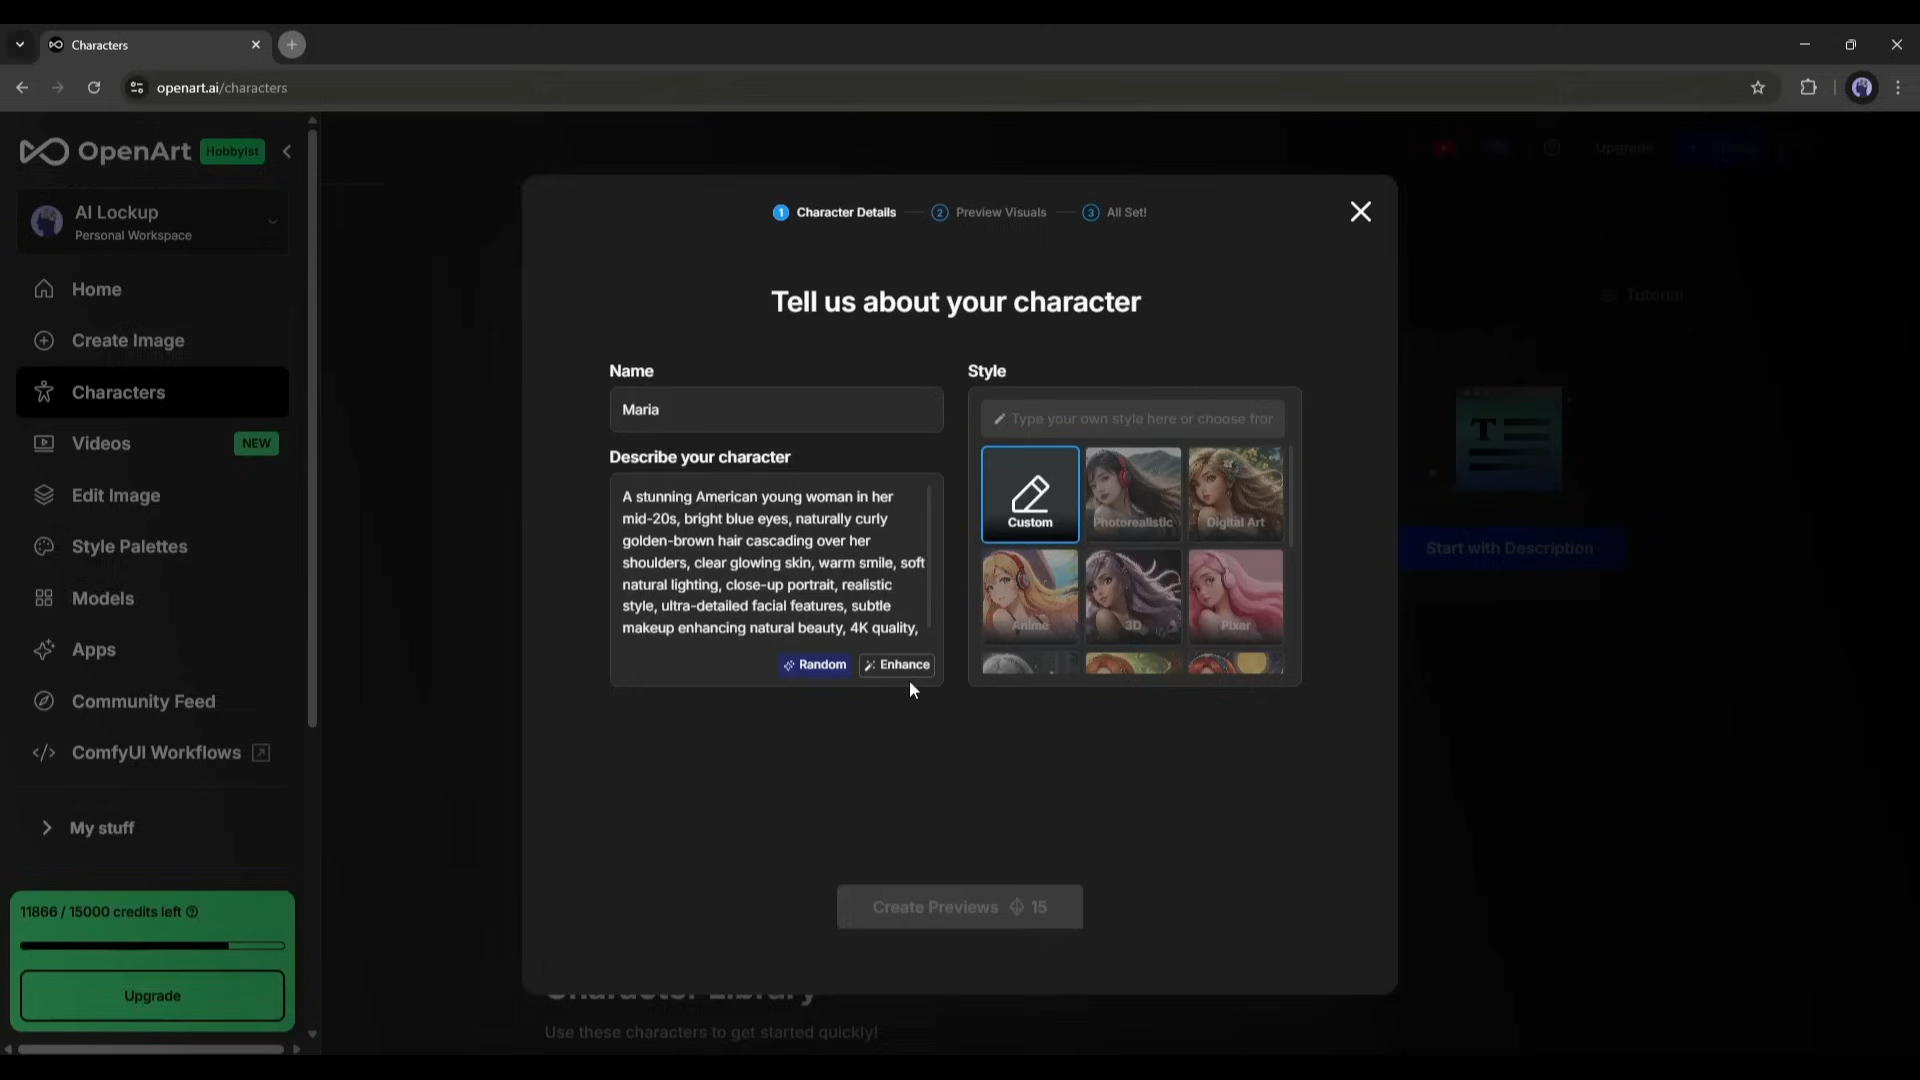 Characters
openart.ai/characters
OpenArt
Hobbyist
AI Lockup
Personal Workspace
Home
Create Image
Characters
Videos
NEW
Edit Image
Style Palettes
Models
Apps
Community Feed
ComfyUI Workflows
My stuff
11866 / 15000 credits left
Upgrade
1 Character Details
2 Preview Visuals
3 All Set!
Tell us about your character
Name
Maria
Describe your character
A stunning American young woman in her
mid-20s, bright blue eyes, naturally curly
golden-brown hair cascading over her
shoulders, clear glowing skin, warm smile, soft
natural lighting, close-up portrait, realistic
style, ultra-detailed facial features, subtle
makeup enhancing natural beauty, 4K quality,
Random
Enhance
Style
Type your own style here or choose fror
Custom
Photorealistic
Digital Art
Anime
3D
Pixar
Create Previews 15
Upgrade
Tutorial
T
Start with Description
Character Library
Use these characters to get started quickly!